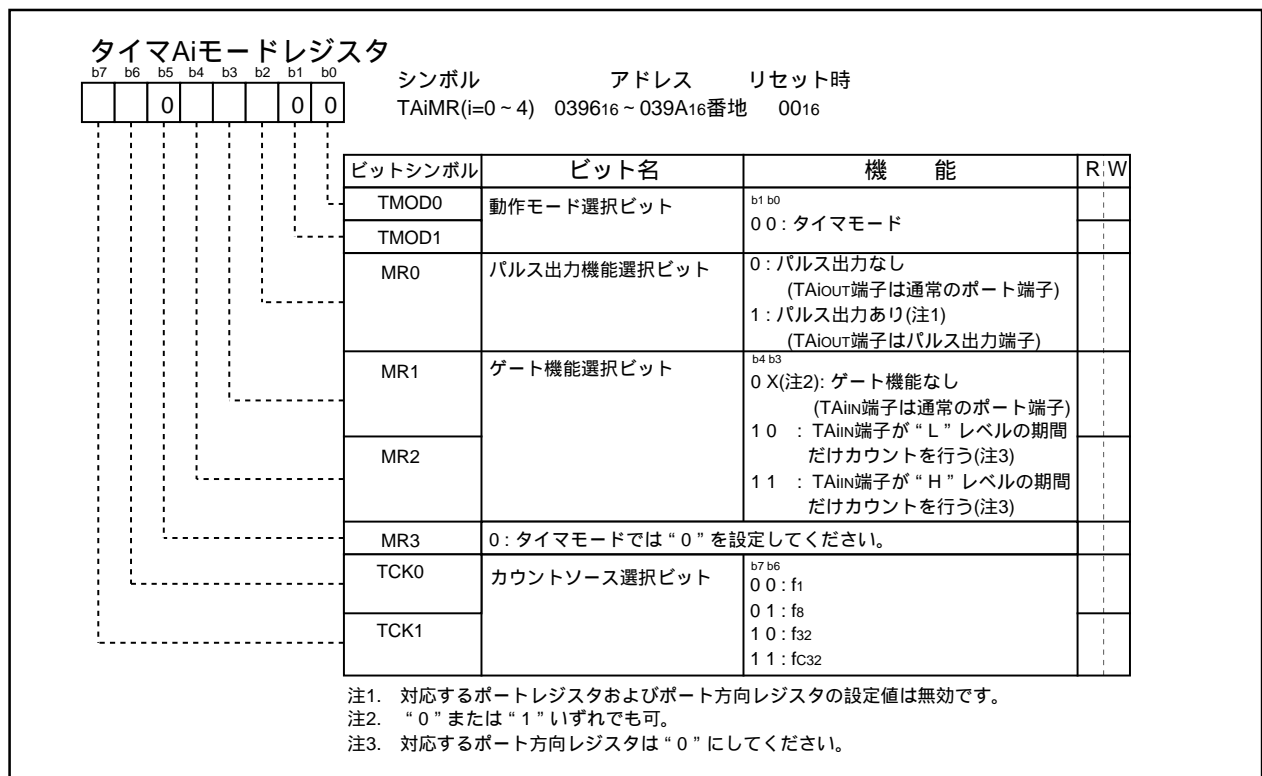 タイマAiモードレジスタ
b7 b6 b5 b4 b3 b2 b1 b0
0 0 0
シンボル アドレス リセット時
TAiMR(i=0 ~ 4) 039616 ~ 039A16番地 0016
ビットシンボル ビット名 機 能 R W
TMOD0 動作モード選択ビット b1 b0
0 0 : タイマモード
TMOD1
MR0 パルス出力機能選択ビット 0 : パルス出力なし
(TAiOUT端子は通常のポート端子)
1 : パルス出力あり(注1)
(TAiOUT端子はパルス出力端子)
MR1 ゲート機能選択ビット b4 b3
0 X(注2): ゲート機能なし
(TAiIN端子は通常のポート端子)
1 0 : TAiIN端子が “ L ” レベルの期間
MR2 だけカウントを行う(注3)
1 1 : TAiIN端子が “ H ” レベルの期間
だけカウントを行う(注3)
MR3 0 : タイマモードでは “ 0 ” を設定してください。
TCK0 カウントソース選択ビット b7 b6
0 0 : f1
0 1 : f8
TCK1 1 0 : f32
1 1 : fC32
注1. 対応するポートレジスタおよびポート方向レジスタの設定値は無効です。
注2. “ 0 ” または “ 1 ” いずれでも可。
注3. 対応するポート方向レジスタは “ 0 ” にしてください。